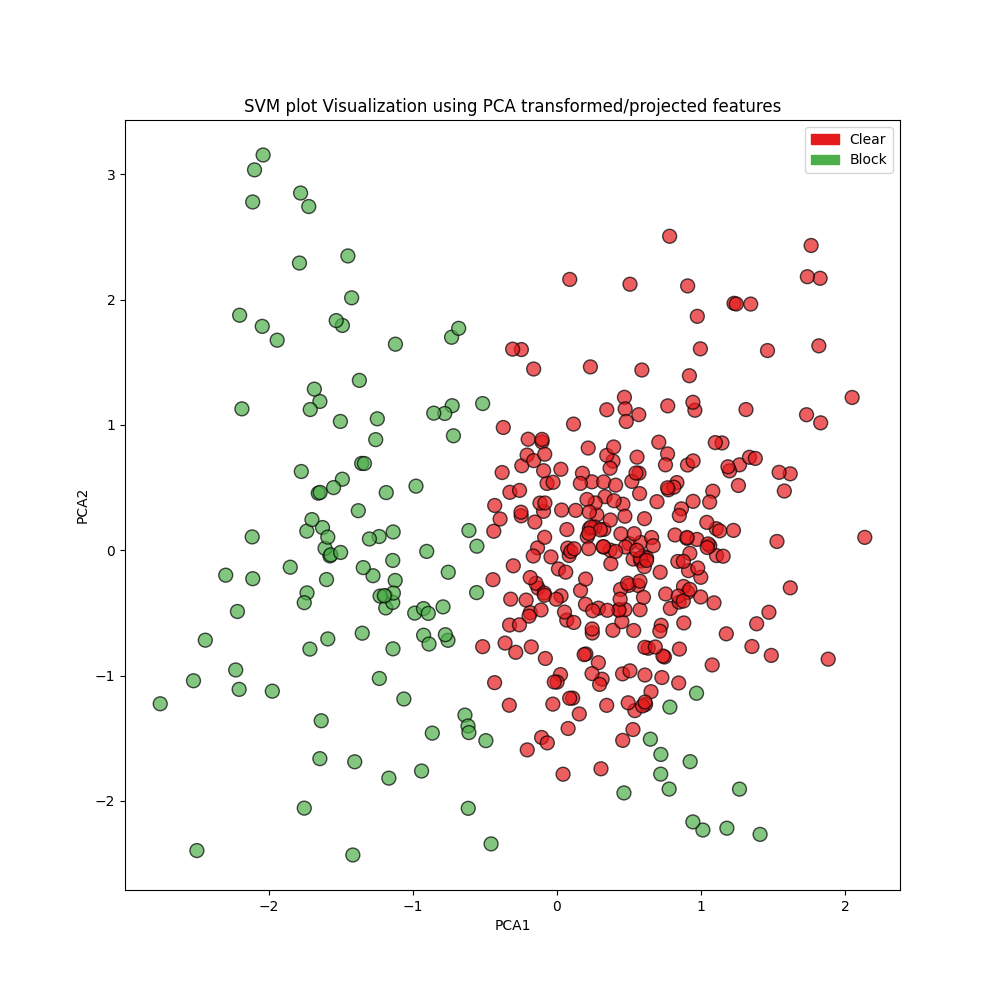 SVM plot Visualization using PCA transformed/projected features
Clear
Block
3
2
1
0
−1
−2
PCA2
−2
−1
0
1
2
PCA1